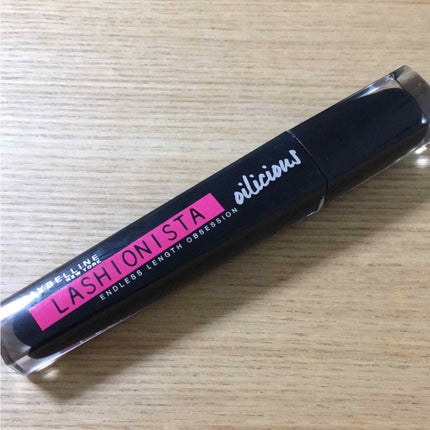 MAYBELLINE
NEW YORK
LASHIONISTA
ENDLESS LENGTH OBSESSION
oilicious